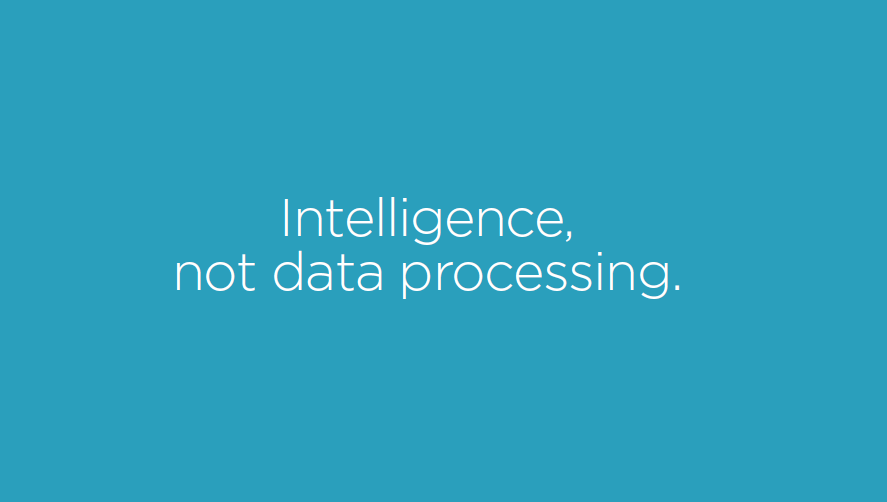 Intelligence,
not data processing.